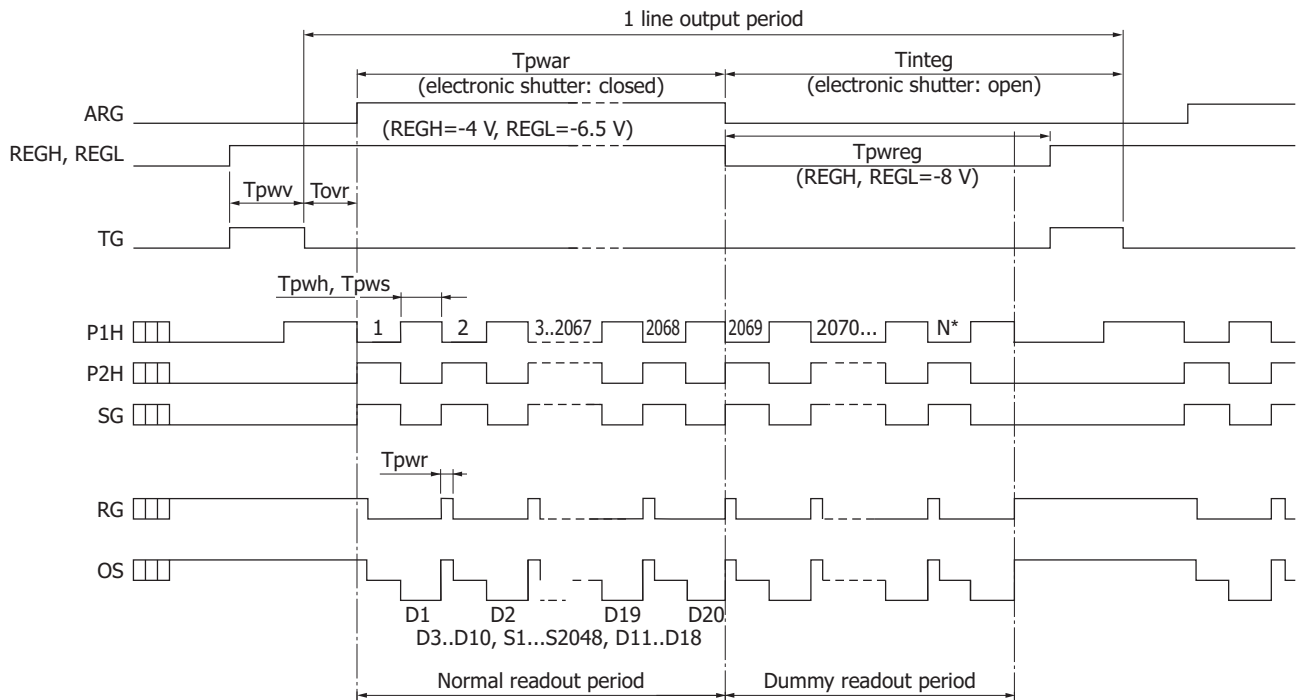 1 line output period
Tpwar
(electronic shutter: closed)
Tinteg
(electronic shutter: open)
ARG
(REGH=-4 V, REGL=-6.5 V)
REGH, REGL
Tpwreg
(REGH, REGL=-8 V)
Tpwv
Tovr
TG
Tpwh, Tpws
P1H
1
2
3..2067
2068
2069
2070...
N*
P2H
SG
Tpwr
RG
OS
D1
D2
D19
D20
D3..D10, S1...S2048, D11..D18
Normal readout period
Dummy readout period